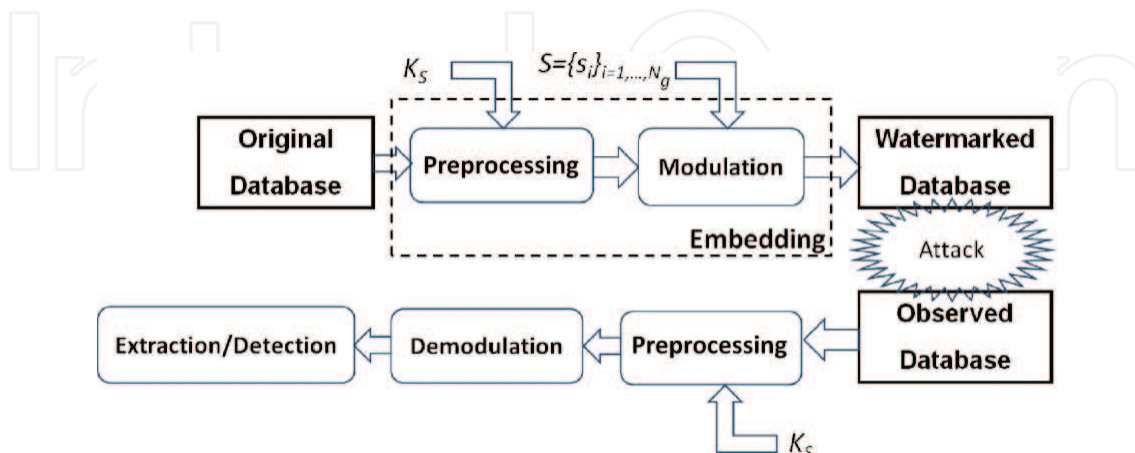 K_S
S={s_i}_{i=1,...,N_g}
Original
Database
Preprocessing
Modulation
Watermarked
Database
Embedding
Attack
Extraction/Detection
Demodulation
Preprocessing
Observed
Database
K_S